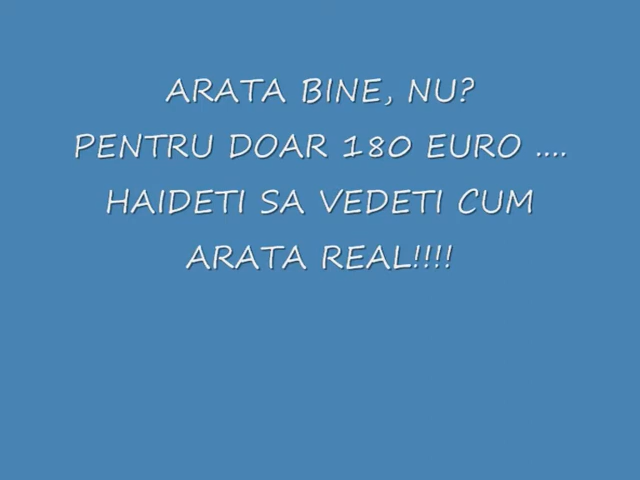 ARATA BINE, NU?
PENTRU DOAR 180 EURO ....
HAIDETI SA VEDETI CUM
ARATA REAL!!!!